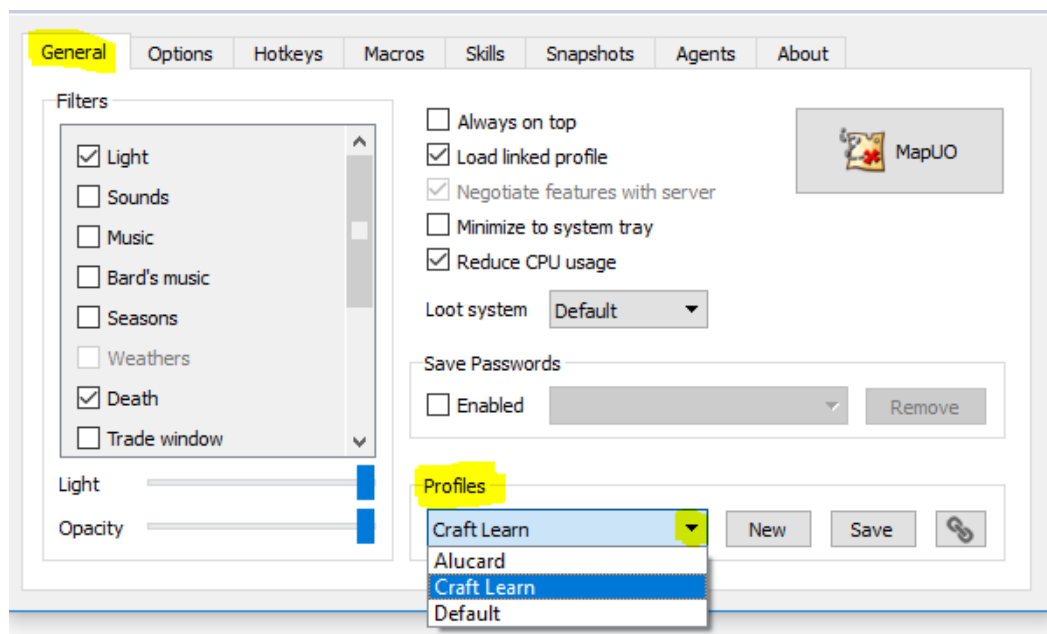 General Options Hotkeys Macros Skills Snapshots Agents About
Filters
Light
Sounds
Music
Bard's music
Seasons
Weathers
Death
Trade window
Light
Opacity
Always on top
Load linked profile
Negotiate features with server
Minimize to system tray
Reduce CPU usage
MapUO
Loot system Default
Save Passwords
Enabled Remove
Profiles
Craft Learn New Save
Alucard
Craft Learn
Default